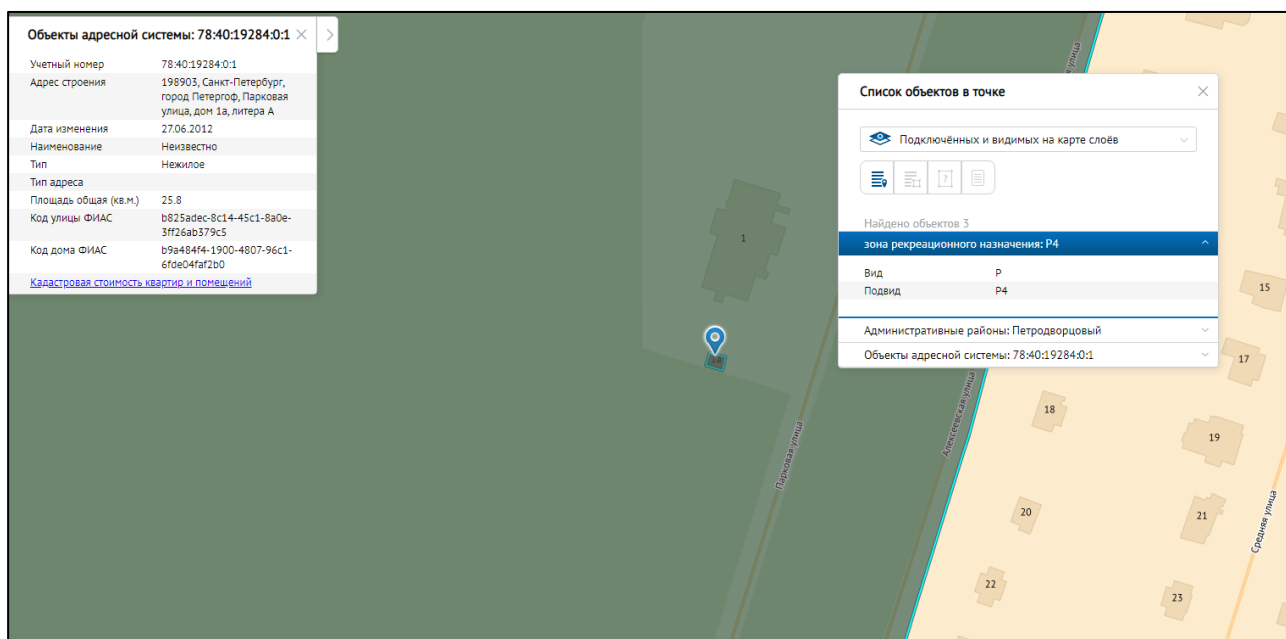 Объекты адресной системы: 78:40:19284:0:1
Учетный номер 78:40:19284:0:1
Адрес строения 198903, Санкт-Петербург,
город Петергоф, Парковая
улица, дом 1а, литера А
Дата изменения 27.06.2012
Наименование Неизвестно
Тип Нежилое
Тип адреса
Площадь общая (кв.м.) 25.8
Код улицы ФИАС b825adec-8c14-45c1-8a0e-
3ff26ab379c5
Код дома ФИАС b9a484f4-1900-4807-96c1-
6fde04faf2b0
Кадастровая стоимость квартир и помещений
Список объектов в точке
Подключённых и видимых на карте слоёв
Найдено объектов 3
зона рекреационного назначения: Р4
Вид Р
Подвид Р4
Административные районы: Петродворцовый
Объекты адресной системы: 78:40:19284:0:1
1
1а
Парковая улица
Алексеевская улица
улица
Средняя улица
15
17
18
19
20
21
22
23